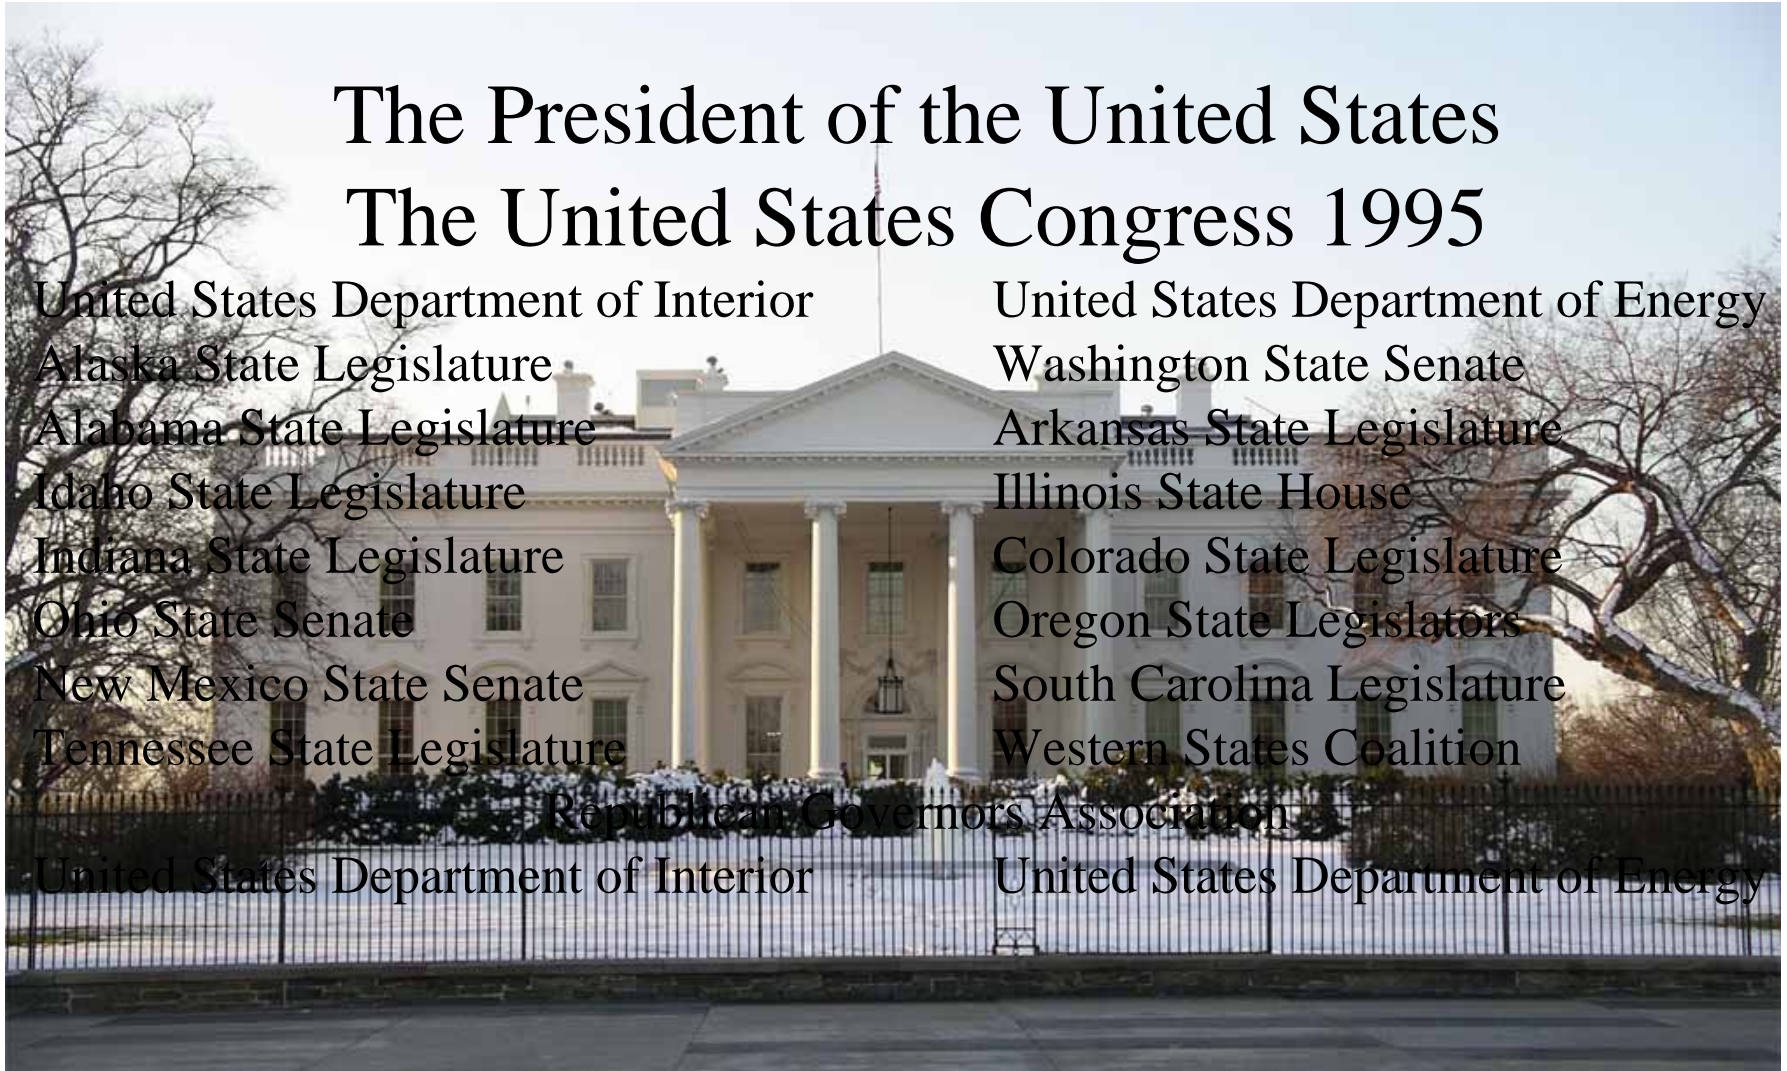 The President of the United States
The United States Congress 1995
United States Department of Interior United States Department of Energy
Alaska State Legislature Washington State Senate
Alabama State Legislature Arkansas State Legislature
Idaho State Legislature Illinois State House
Indiana State Legislature Colorado State Legislature
Ohio State Senate Oregon State Legislators
New Mexico State Senate South Carolina Legislature
Tennessee State Legislature Western States Coalition
Republican Governors Association
United States Department of Interior United States Department of Energy